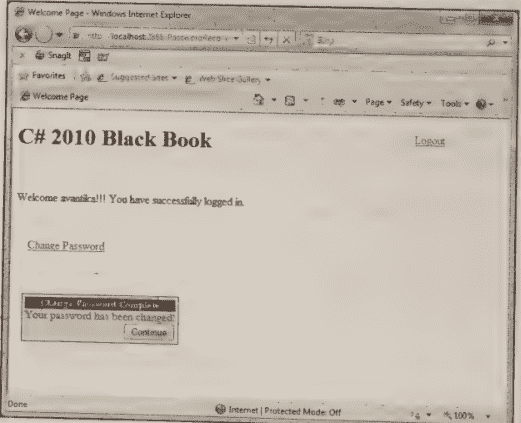 Welcome Page - Windows Internet Explorer
http localhost
Bing
x SnagIt
Favorites Suggested Sites Web Slice Gallery
Welcome Page Page Safety Tools
C# 2010 Black Book
Logout
Welcome avantika!!! You have successfully logged in.
Change Password
Change Password Complete
Your password has been changed!
Continue
Done
Internet | Protected Mode: Off
100%